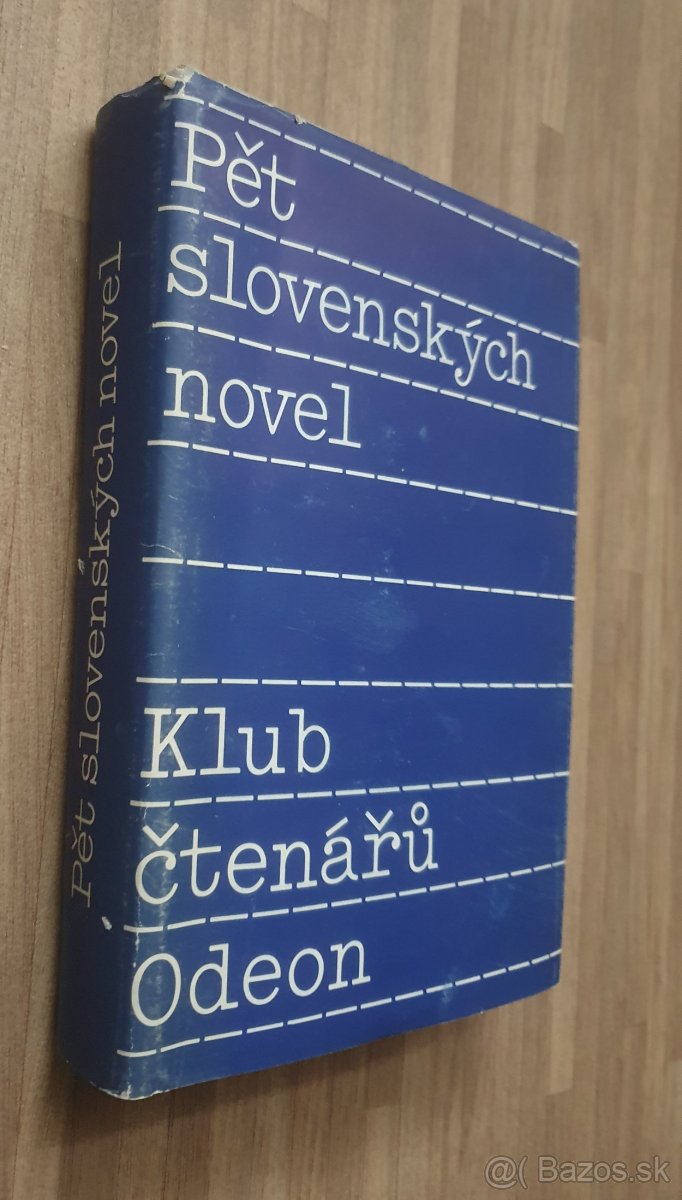 Pět
slovenských
novel
Klub
čtenářů
Odeon
Pět slovenských novel
@( Bazos.sk